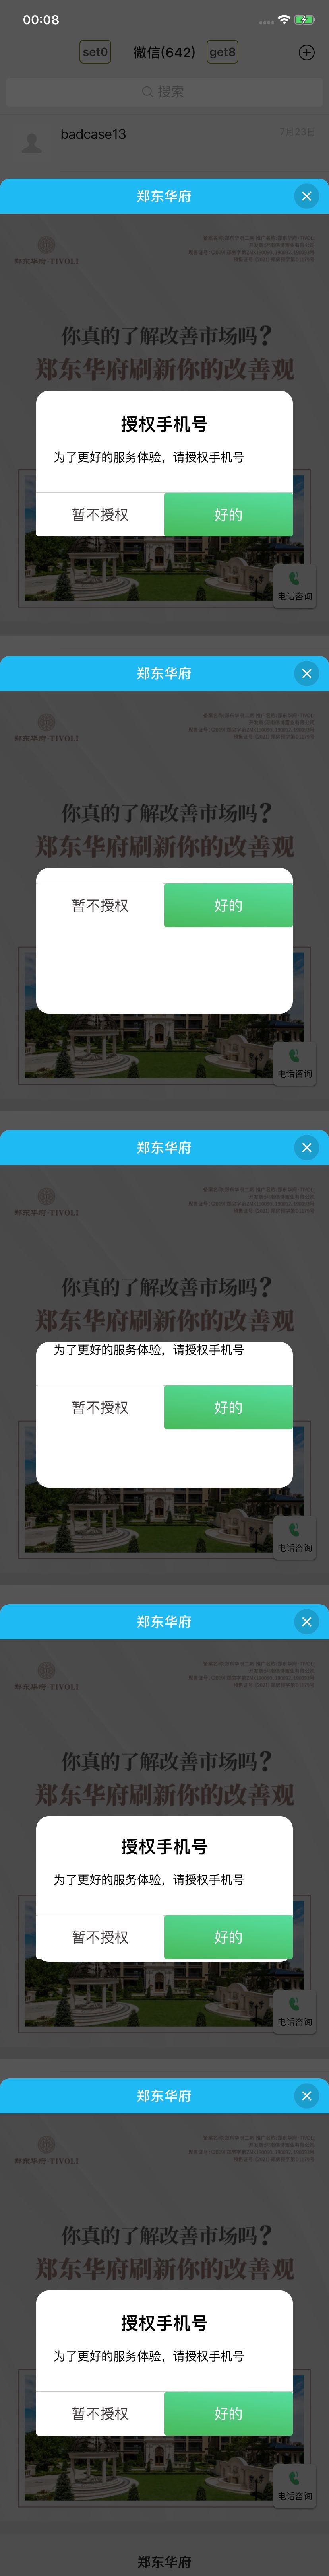 00:08
set0
微信(642)
get8
搜索
badcase13
7月23日
郑东华府
郑东华府·TIVOLI
你真的了解改善市场吗?
郑东华府刷新你的改善观
授权手机号
为了更好的服务体验，请授权手机号
暂不授权
好的
电话咨询
郑东华府
郑东华府·TIVOLI
你真的了解改善市场吗?
郑东华府刷新你的改善观
暂不授权
好的
电话咨询
郑东华府
郑东华府·TIVOLI
你真的了解改善市场吗?
郑东华府刷新你的改善观
为了更好的服务体验，请授权手机号
暂不授权
好的
电话咨询
郑东华府
郑东华府·TIVOLI
你真的了解改善市场吗?
郑东华府刷新你的改善观
授权手机号
为了更好的服务体验，请授权手机号
暂不授权
好的
电话咨询
郑东华府
郑东华府·TIVOLI
你真的了解改善市场吗?
郑东华府刷新你的改善观
授权手机号
为了更好的服务体验，请授权手机号
暂不授权
好的
电话咨询
郑东华府